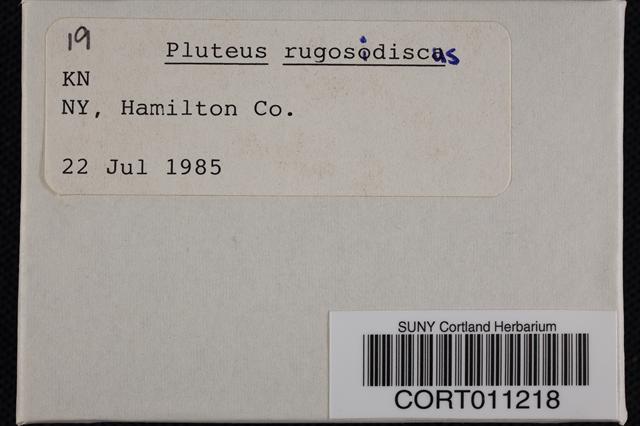 19
Pluteus rugosidiscus
KN
NY, Hamilton Co.
22 Jul 1985
SUNY Cortland Herbarium
CORT011218